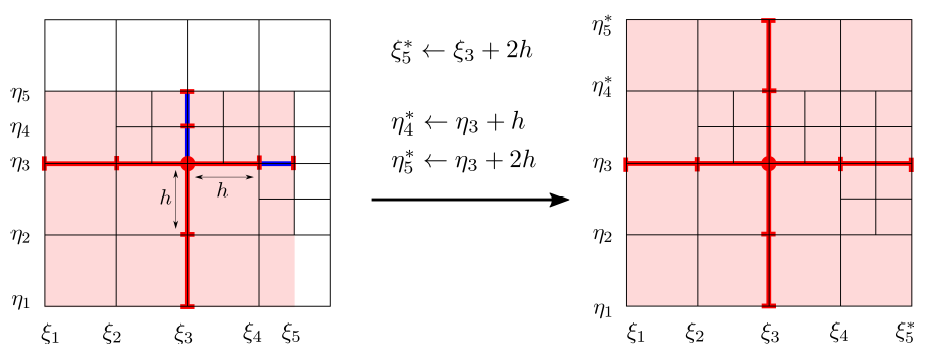 η₅
η₄
η₃
η₂
η₁
h
h
ξ₁ ξ₂ ξ₃ ξ₄ ξ₅
ξ₅* ← ξ₃ + 2h
η₄* ← η₃ + h
η₅* ← η₃ + 2h
η₅*
η₄*
η₃
η₂
η₁
ξ₁ ξ₂ ξ₃ ξ₄ ξ₅*